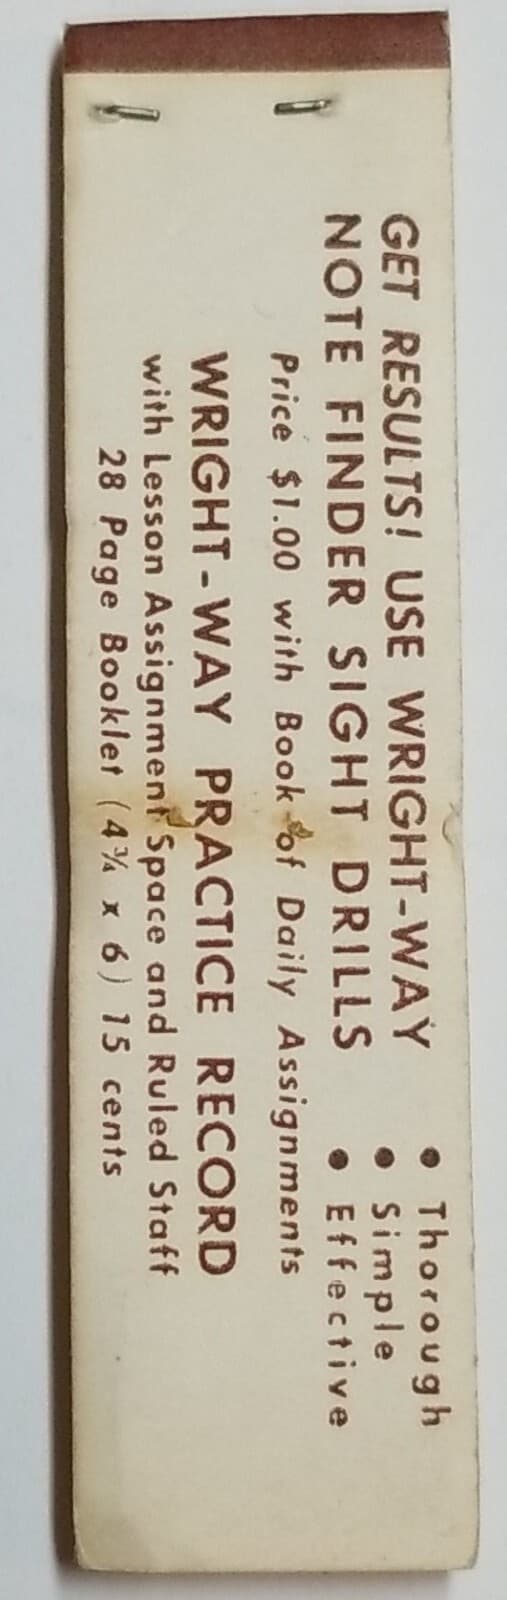 GET RESULTS! USE WRIGHT-WAY
NOTE FINDER SIGHT DRILLS
• Thorough
• Simple
• Effective
Price $1.00 with Book of Daily Assignments
WRIGHT-WAY PRACTICE RECORD
with Lesson Assignment Space and Ruled Staff
28 Page Booklet (4¾ x 6) 15 cents